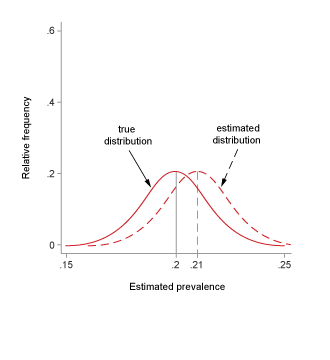 .6
.4
.2
0
Relative frequency
true
distribution
estimated
distribution
.15
.2
.21
.25
Estimated prevalence